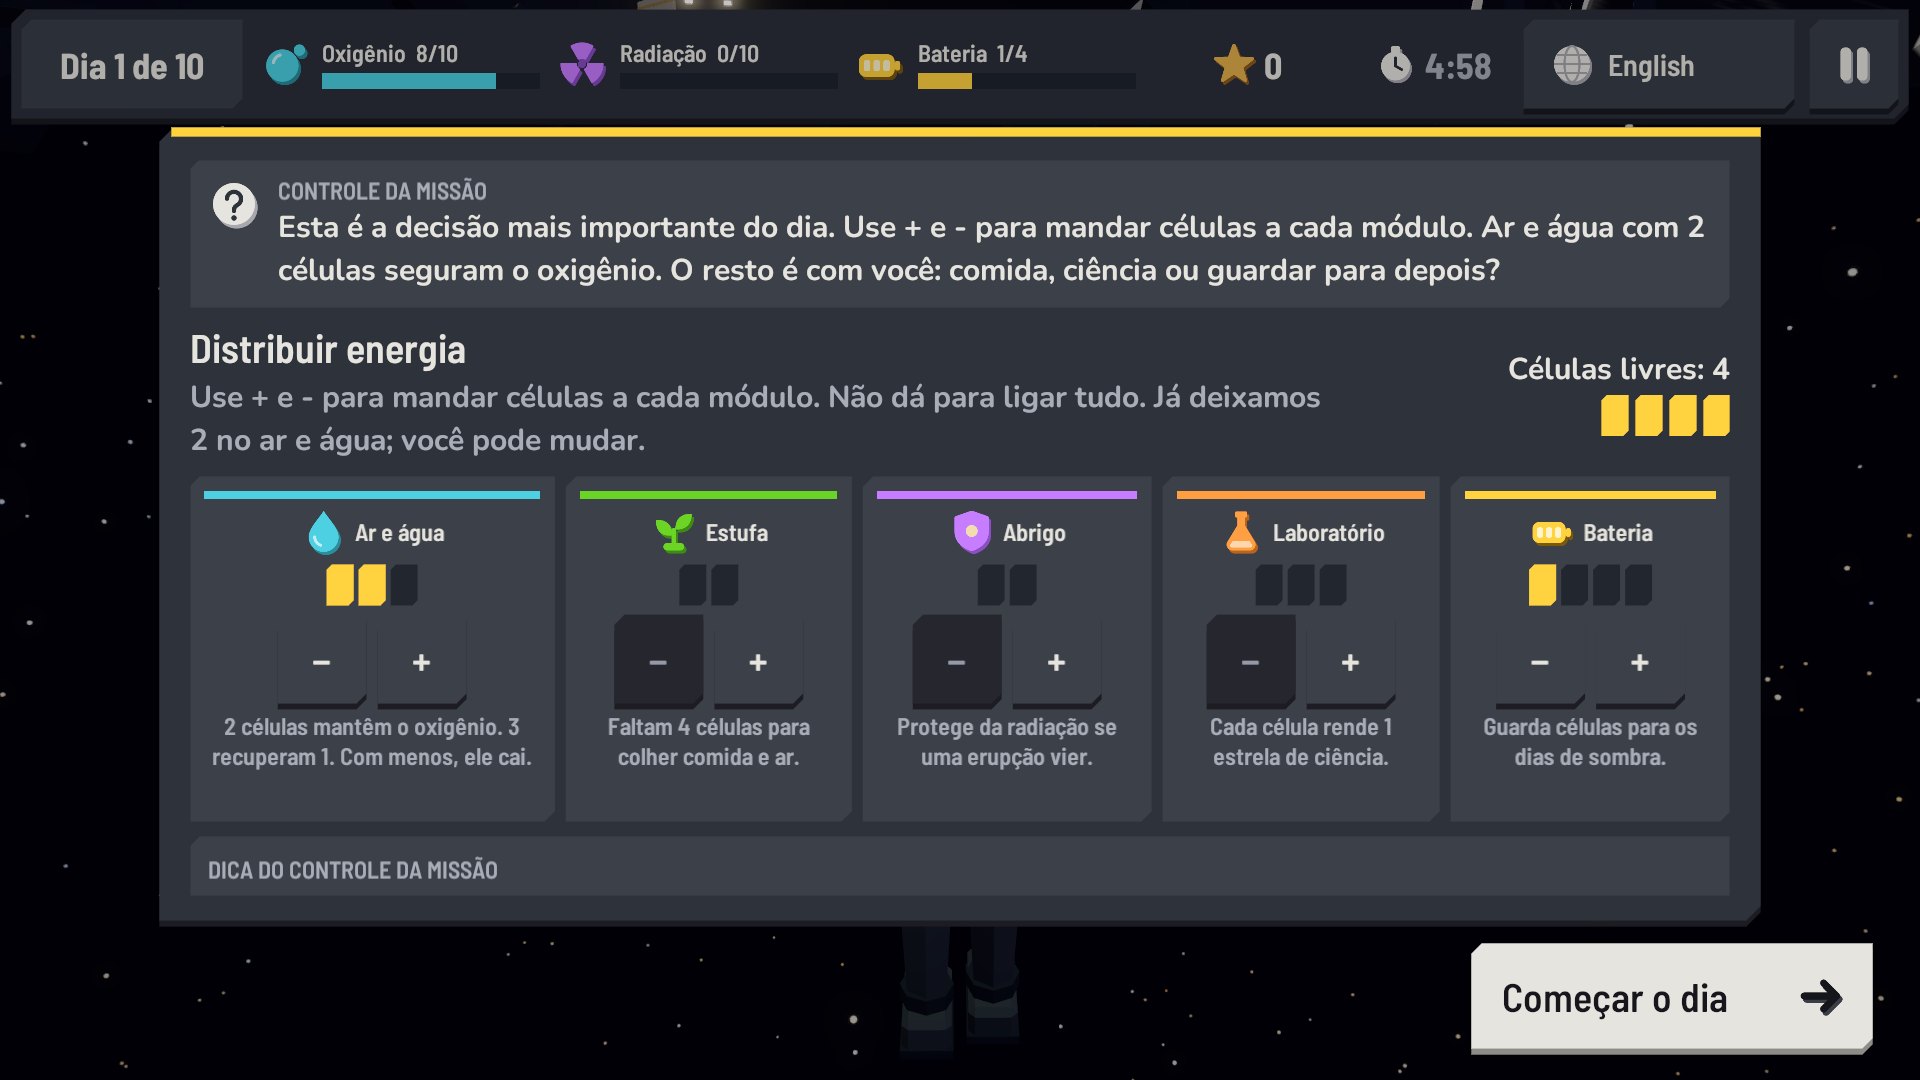 Dia 1 de 10
Oxigênio 8/10
Radiação 0/10
Bateria 1/4
0
4:58
English
CONTROLE DA MISSÃO
Esta é a decisão mais importante do dia. Use + e - para mandar células a cada módulo. Ar e água com 2
células seguram o oxigênio. O resto é com você: comida, ciência ou guardar para depois?
Distribuir energia
Use + e - para mandar células a cada módulo. Não dá para ligar tudo. Já deixamos
2 no ar e água; você pode mudar.
Células livres: 4
Ar e água
- +
2 células mantêm o oxigênio. 3
recuperam 1. Com menos, ele cai.
Estufa
- +
Faltam 4 células para
colher comida e ar.
Abrigo
- +
Protege da radiação se
uma erupção vier.
Laboratório
- +
Cada célula rende 1
estrela de ciência.
Bateria
- +
Guarda células para os
dias de sombra.
DICA DO CONTROLE DA MISSÃO
Começar o dia